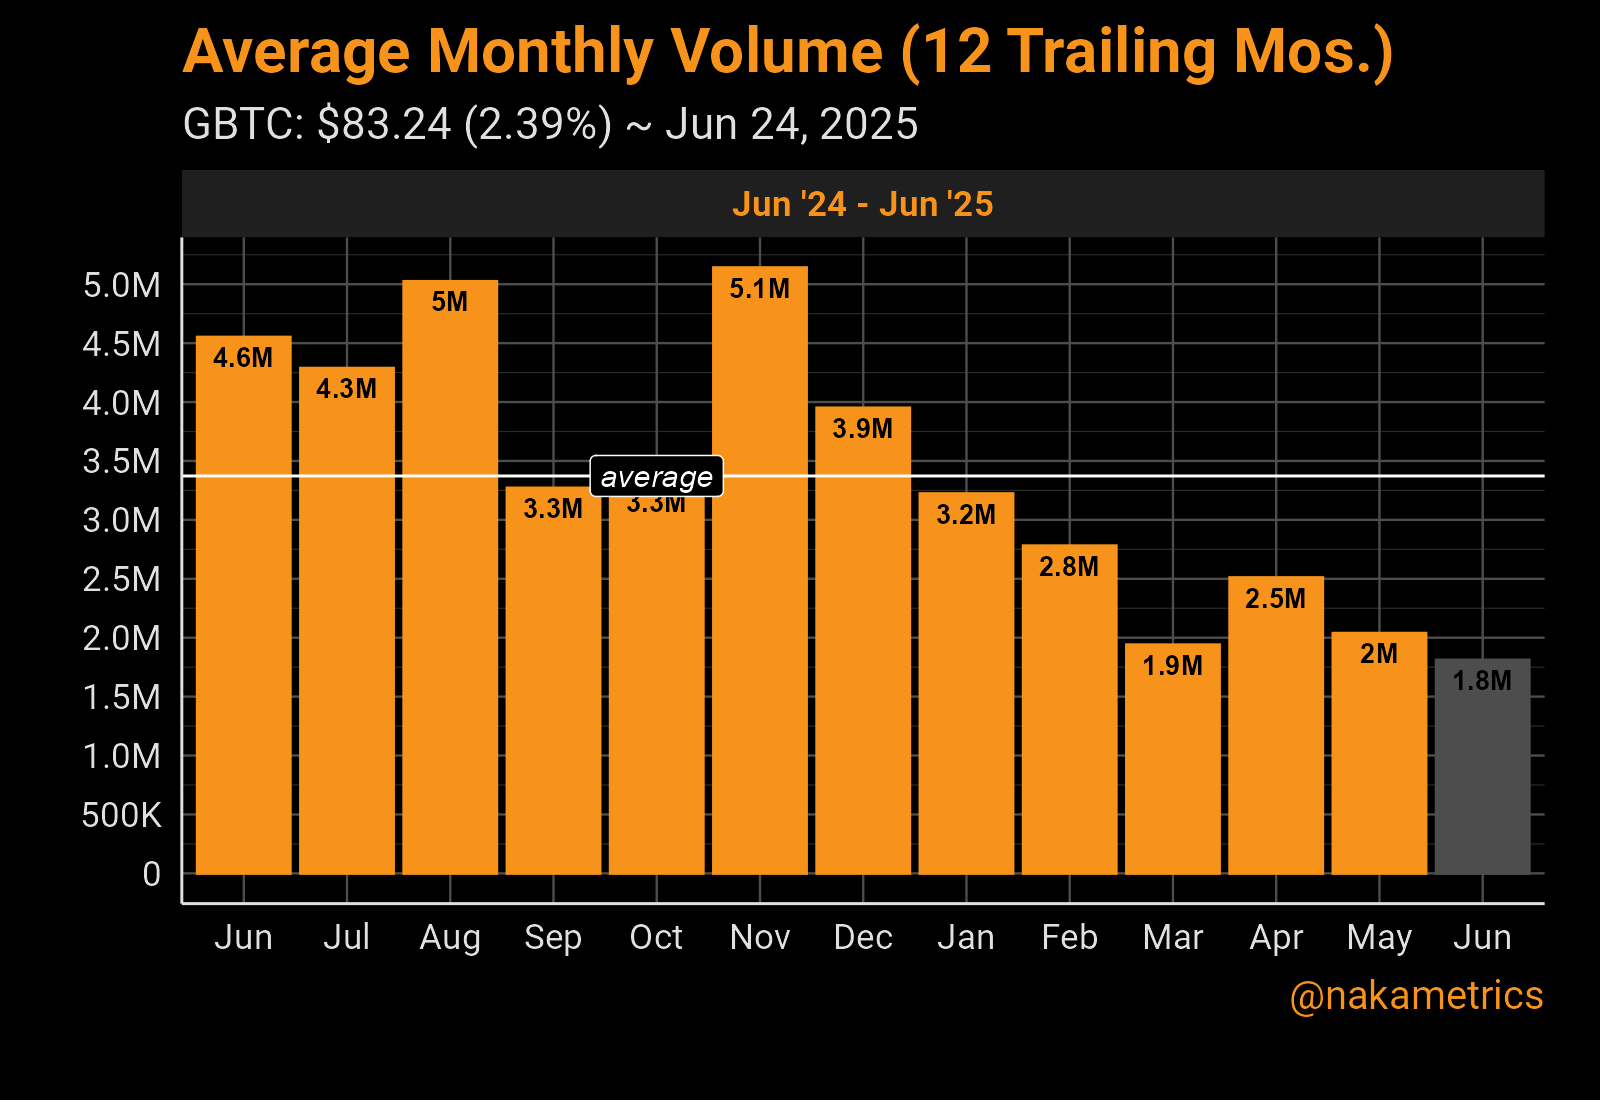 Average Monthly Volume (12 Trailing Mos.)
GBTC: $83.24 (2.39%) ~ Jun 24, 2025
Jun '24 - Jun '25
5.0M
4.5M
4.0M
3.5M
3.0M
2.5M
2.0M
1.5M
1.0M
500K
0
4.6M
4.3M
5M
3.3M
3.3M
5.1M
3.9M
3.2M
2.8M
1.9M
2.5M
2M
1.8M
average
Jun Jul Aug Sep Oct Nov Dec Jan Feb Mar Apr May Jun
@nakametrics